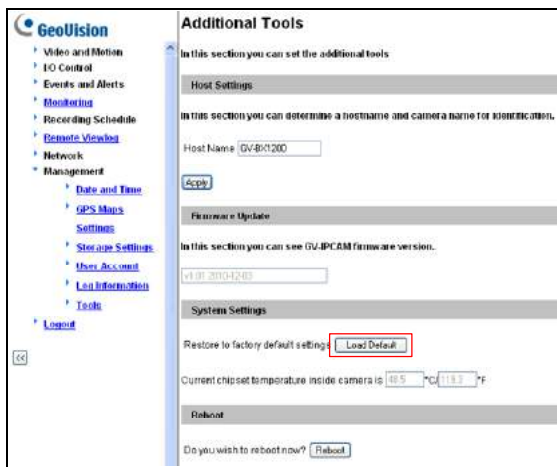 GeoVision
Video and Motion
I/O Control
Events and Alerts
Monitoring
Recording Schedule
Remote Viewing
Network
Management
Date and Time
GPS Maps
Settings
Storage Settings
User Account
Log Information
Tools
Logout
<<
Additional Tools
In this section you can set the additional tools
Host Settings
In this section you can determine a hostname and camera name for identification.
Host Name GV-BX120D
Apply
Firmware Update
In this section you can see GV-IPCAM firmware version.
v1.01 2010-12-03
System Settings
Restore to factory default settings Load Default
Current chipset temperature inside camera is 48.5 °C/ 119.3 °F
Reboot
Do you wish to reboot now? Reboot